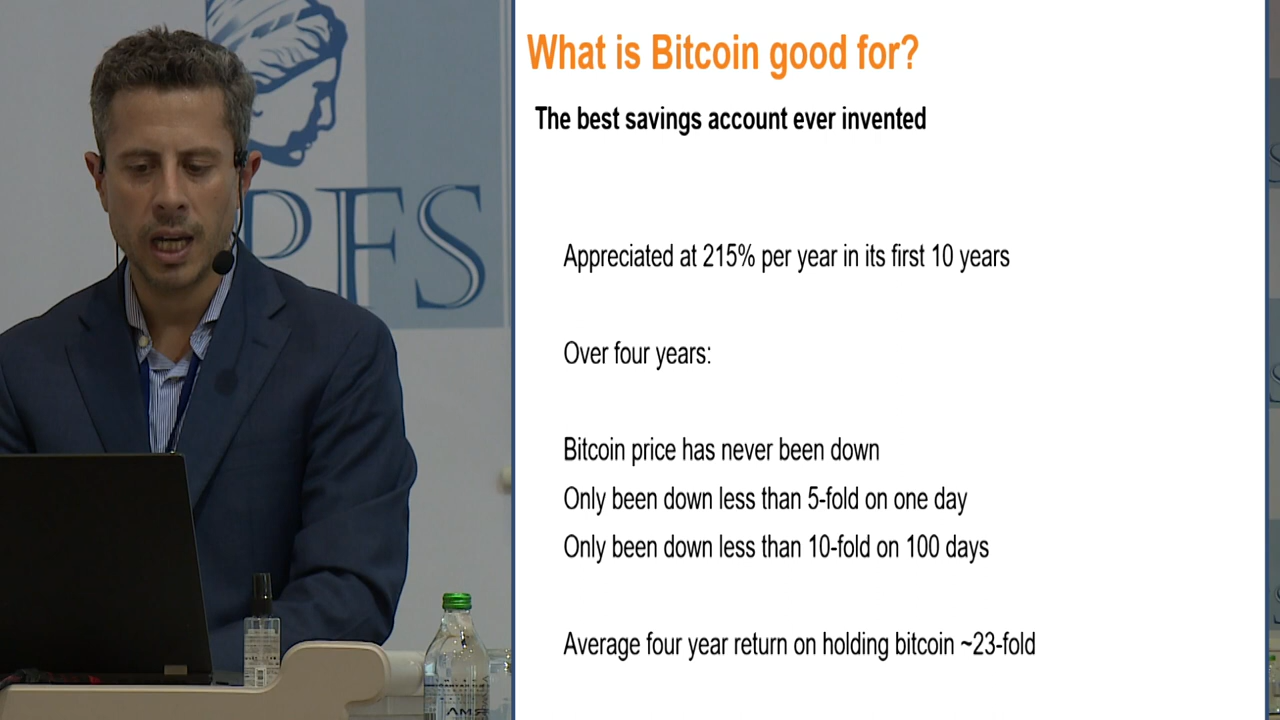 What is Bitcoin good for?
The best savings account ever invented
PFS
Appreciated at 215% per year in its first 10 years
Over four years:
Bitcoin price has never been down
Only been down less than 5-fold on one day
Only been down less than 10-fold on 100 days
Average four year return on holding bitcoin ~23-fold